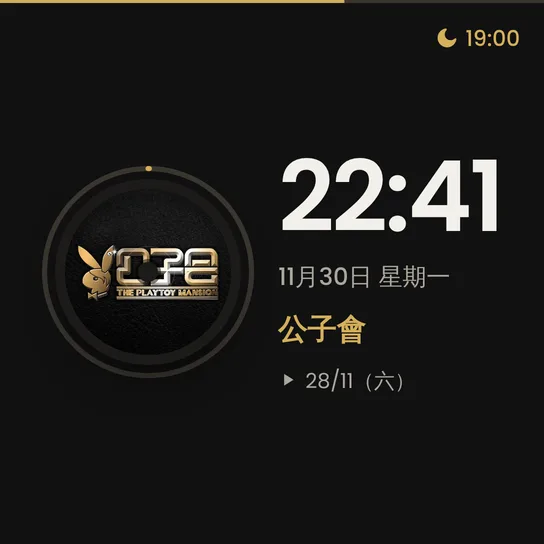 19:00
22:41
11月30日 星期一
公子會
28/11（六）
THE PLAYTOY MANSION